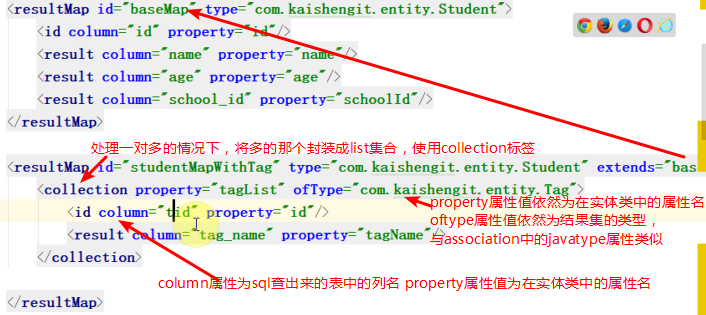 <resultMap id="baseMap" type="com.kaishengit.entity.Student">
<id column="id" property="id"/>
<result column="name" property="name"/>
<result column="age" property="age"/>
<result column="school_id" property="schoolId"/>
</resultMap>
处理一对多的情况下，将多的那个封装成list集合，使用collection标签
<resultMap id="studentMapWithTag" type="com.kaishengit.entity.Student" extends="bas
<collection property="tagList" ofType="com.kaishengit.entity.Tag">
property属性值依然为在实体类中的属性名
<id column="tid" property="id"/>
oftype属性值依然为结果集的类型，
<result column="tag_name" property="tagName"/>
与association中的javatype属性类似
</collection>
column属性为sql查出来的表中的列名 property属性值为在实体类中的属性名
</resultMap>